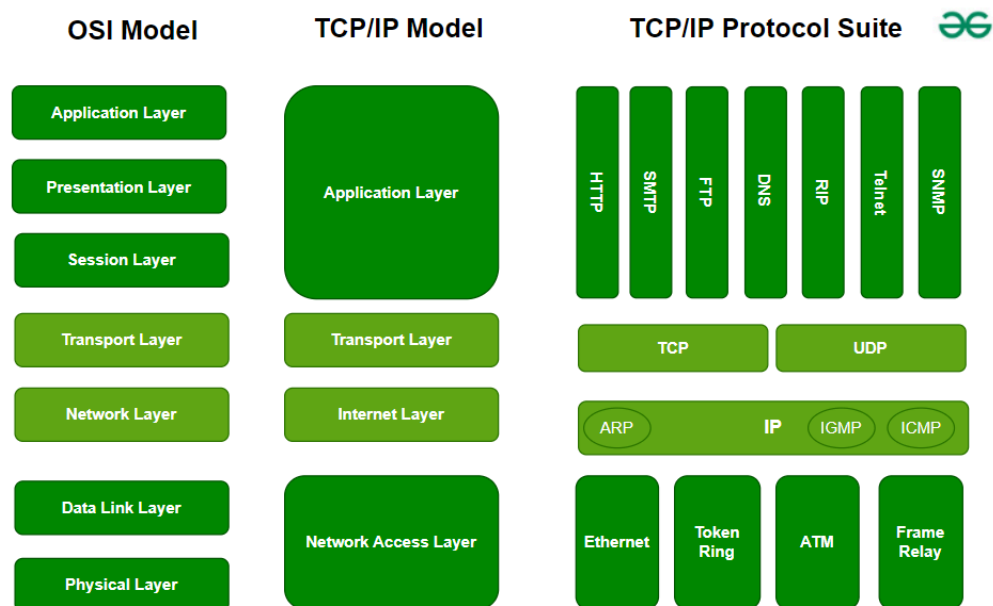 OSI Model
TCP/IP Model
TCP/IP Protocol Suite
Application Layer
Presentation Layer
Session Layer
Transport Layer
Network Layer
Data Link Layer
Physical Layer
Application Layer
Transport Layer
Internet Layer
Network Access Layer
HTTP
SMTP
FTP
DNS
RIP
Telnet
SNMP
TCP
UDP
ARP
IP
IGMP
ICMP
Ethernet
Token
Ring
ATM
Frame
Relay